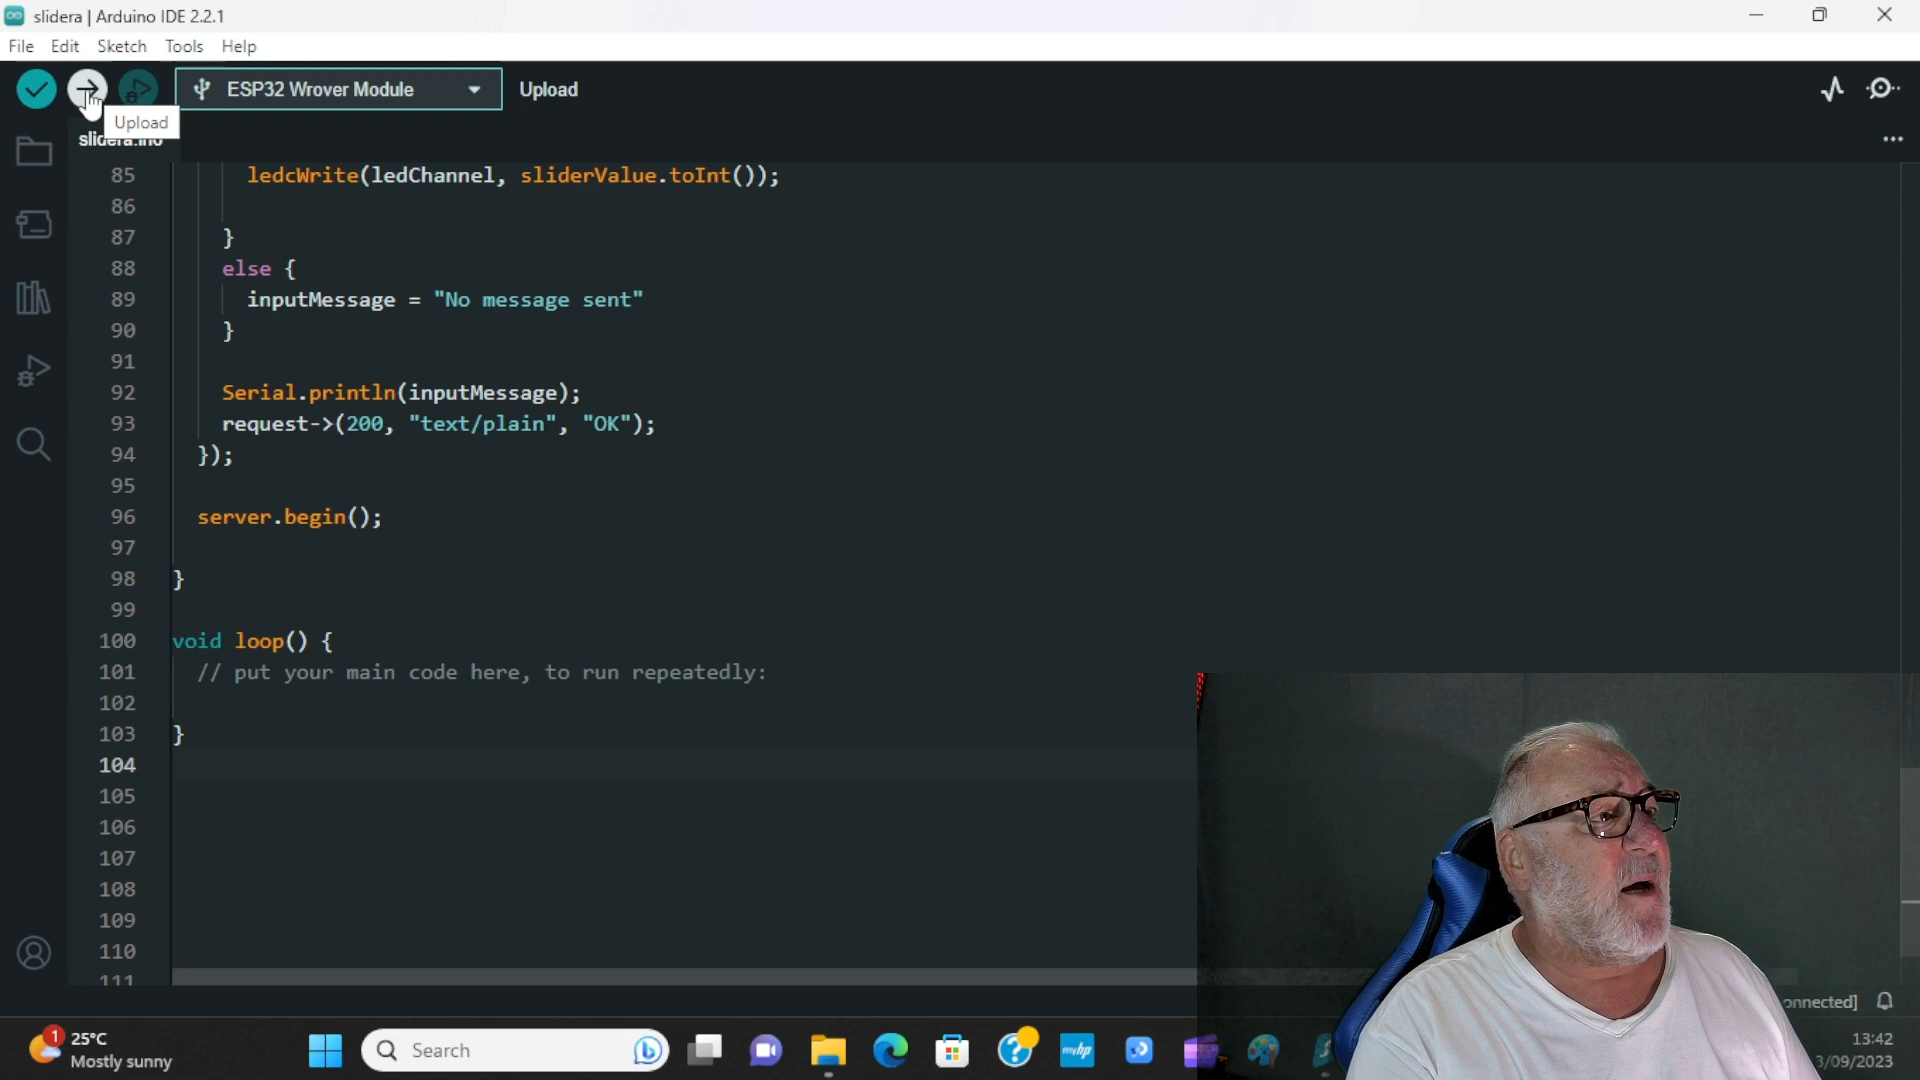 slidera | Arduino IDE 2.2.1
File Edit Sketch Tools Help
ESP32 Wrover Module Upload
Upload
slidera.ino
85 ledcWrite(ledChannel, sliderValue.toInt());
86
87 }
88 else {
89 inputMessage = "No message sent"
90 }
91
92 Serial.println(inputMessage);
93 request->(200, "text/plain", "OK");
94 });
95
96 server.begin();
97
98 }
99
100 void loop() {
101 // put your main code here, to run repeatedly:
102
103 }
104
105
106
107
108
109
110
111
onnected]
1 25°C
Mostly sunny
Search
myhp
13:42
3/09/2023